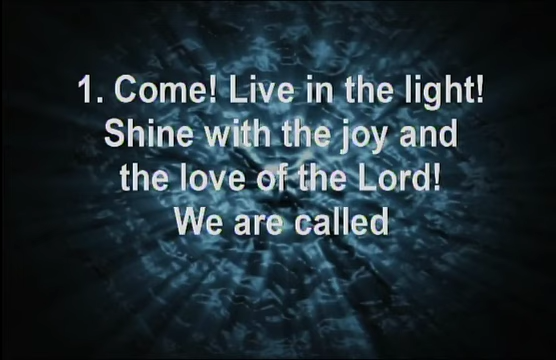 1. Come! Live in the light!
Shine with the joy and
the love of the Lord!
We are called